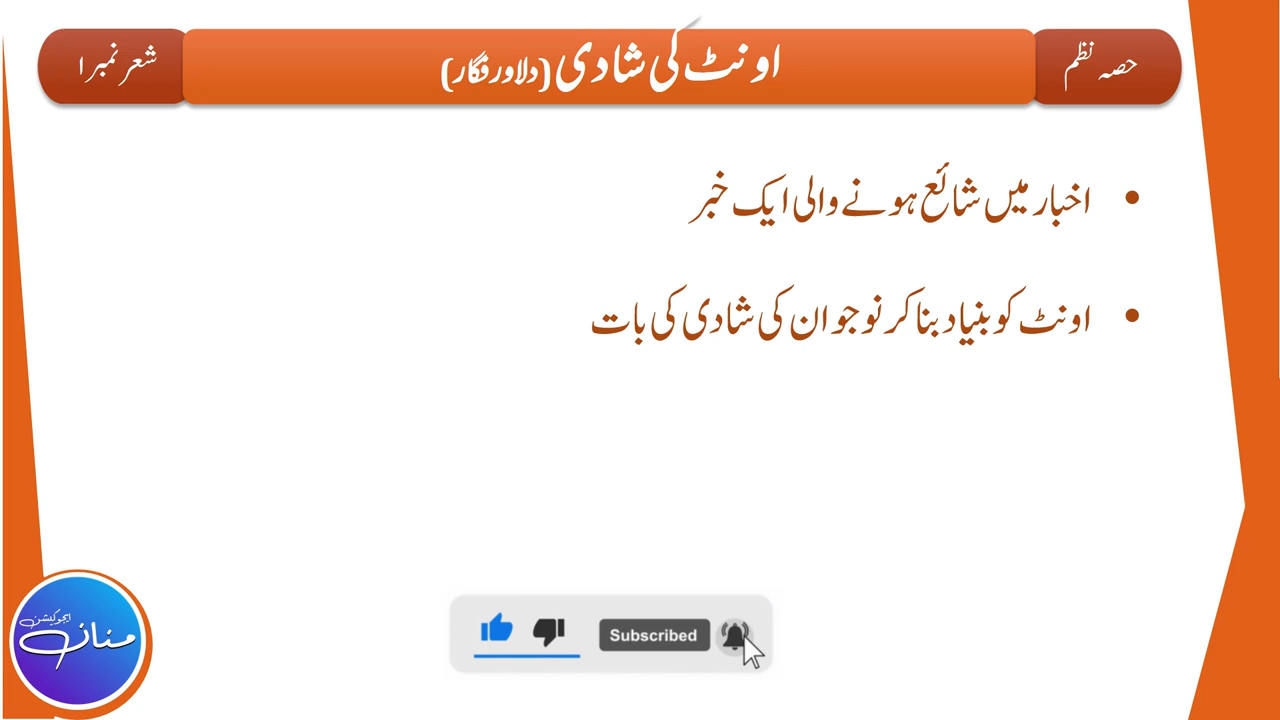 حصہ نظم
اونٹ کی شادی (دلاور فگار)
شعر نمبر ۱
• اخبار میں شائع ہونے والی ایک خبر
• اونٹ کو بنیاد بنا کر نوجوان کی شادی کی بات
Subscribed
ایجوکیشن
منان